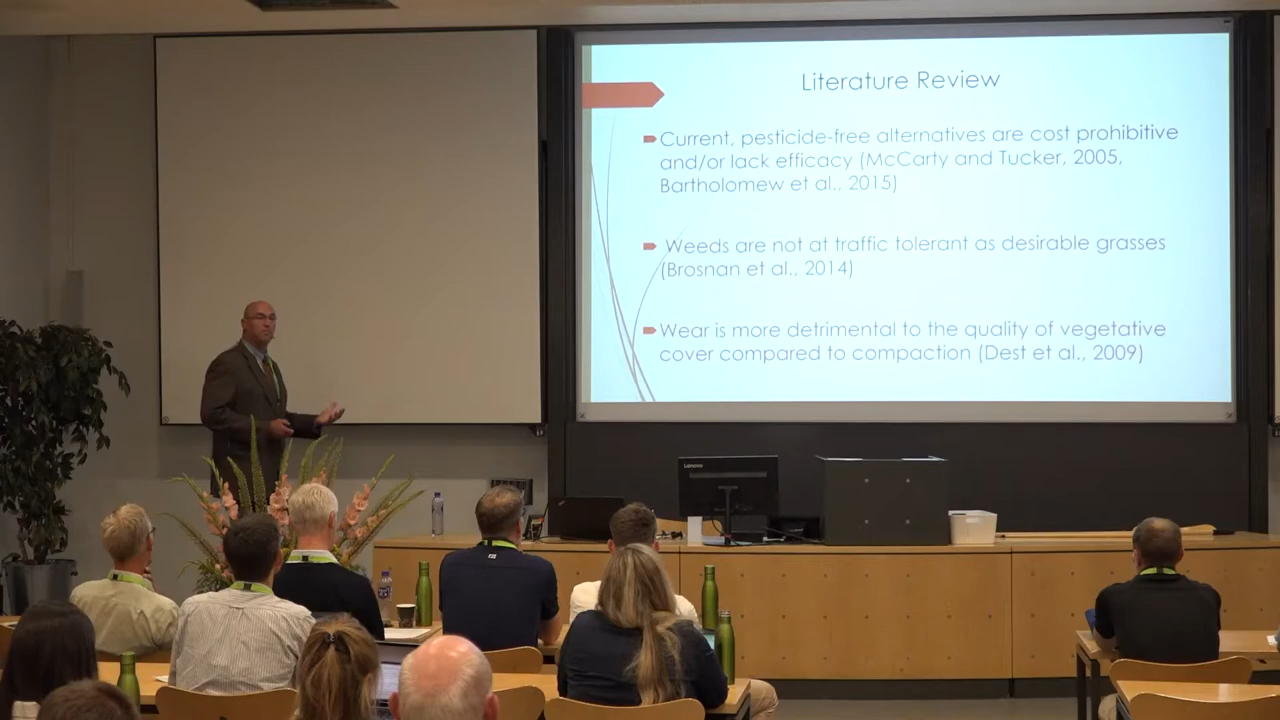 Literature Review
Current, pesticide-free alternatives are cost prohibitive
and/or lack efficacy (McCarty and Tucker, 2005,
Bartholomew et al., 2015)
Weeds are not at traffic tolerant as desirable grasses
(Brosnan et al., 2014)
Wear is more detrimental to the quality of vegetative
cover compared to compaction (Dest et al., 2009)
Lenovo